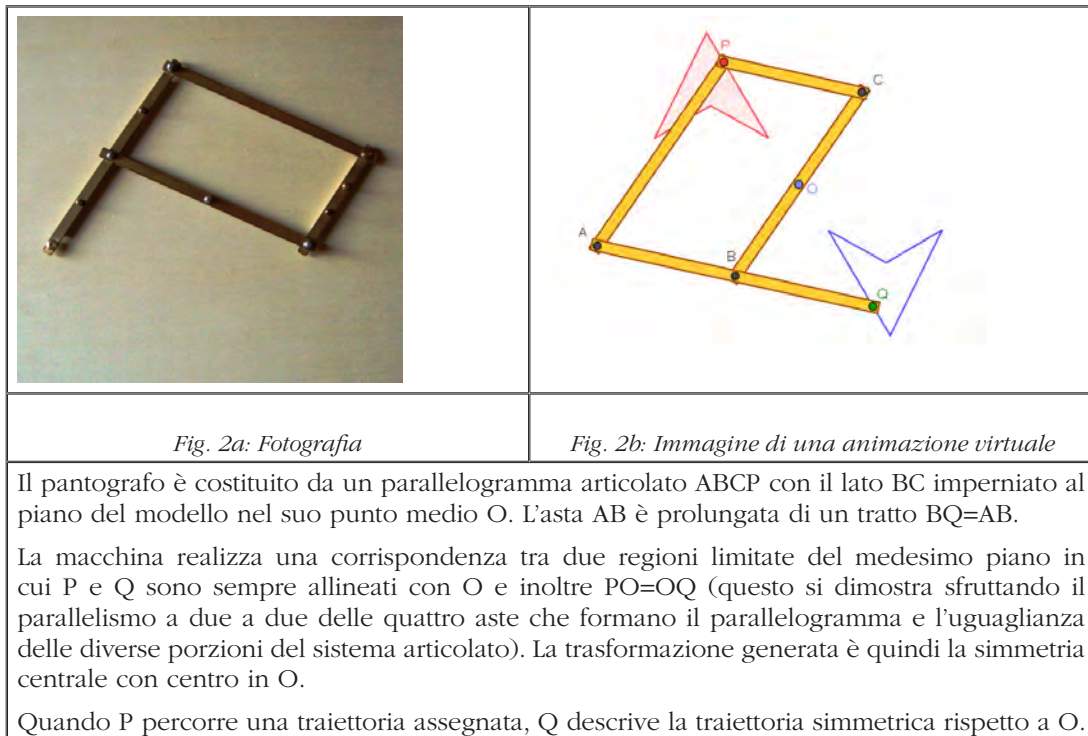 P
C
O
A
B
Q
Fig. 2a: Fotografia
Fig. 2b: Immagine di una animazione virtuale
Il pantografo è costituito da un parallelogramma articolato ABCP con il lato BC imperniato al
piano del modello nel suo punto medio O. L'asta AB è prolungata di un tratto BQ=AB.
La macchina realizza una corrispondenza tra due regioni limitate del medesimo piano in
cui P e Q sono sempre allineati con O e inoltre PO=OQ (questo si dimostra sfruttando il
parallelismo a due a due delle quattro aste che formano il parallelogramma e l'uguaglianza
delle diverse porzioni del sistema articolato). La trasformazione generata è quindi la simmetria
centrale con centro in O.
Quando P percorre una traiettoria assegnata, Q descrive la traiettoria simmetrica rispetto a O.